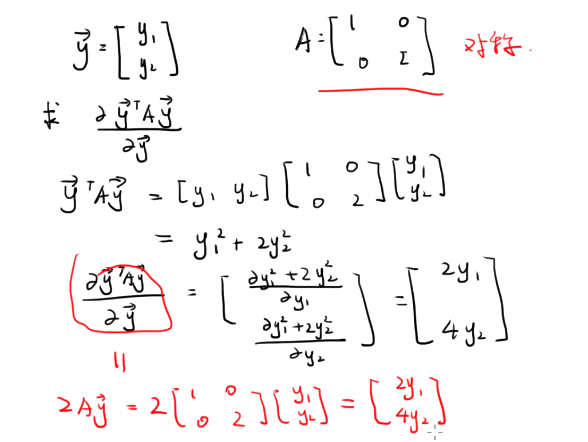 $\vec{y} = \begin{bmatrix} y_1 \\ y_2 \end{bmatrix}$ $A = \begin{bmatrix} 1 & 0 \\ 0 & 2 \end{bmatrix}$ 对称.
求 $\frac{\partial \vec{y}^T A \vec{y}}{\partial \vec{y}}$
$\vec{y}^T A \vec{y} = [y_1 \ y_2] \begin{bmatrix} 1 & 0 \\ 0 & 2 \end{bmatrix} \begin{bmatrix} y_1 \\ y_2 \end{bmatrix}$
$= y_1^2 + 2y_2^2$
$\frac{\partial \vec{y}^T A \vec{y}}{\partial \vec{y}} = \begin{bmatrix} \frac{\partial y_1^2 + 2y_2^2}{\partial y_1} \\ \frac{\partial y_1^2 + 2y_2^2}{\partial y_2} \end{bmatrix} = \begin{bmatrix} 2y_1 \\ 4y_2 \end{bmatrix}$
=
$2A\vec{y} = 2 \begin{bmatrix} 1 & 0 \\ 0 & 2 \end{bmatrix} \begin{bmatrix} y_1 \\ y_2 \end{bmatrix} = \begin{bmatrix} 2y_1 \\ 4y_2 \end{bmatrix}$